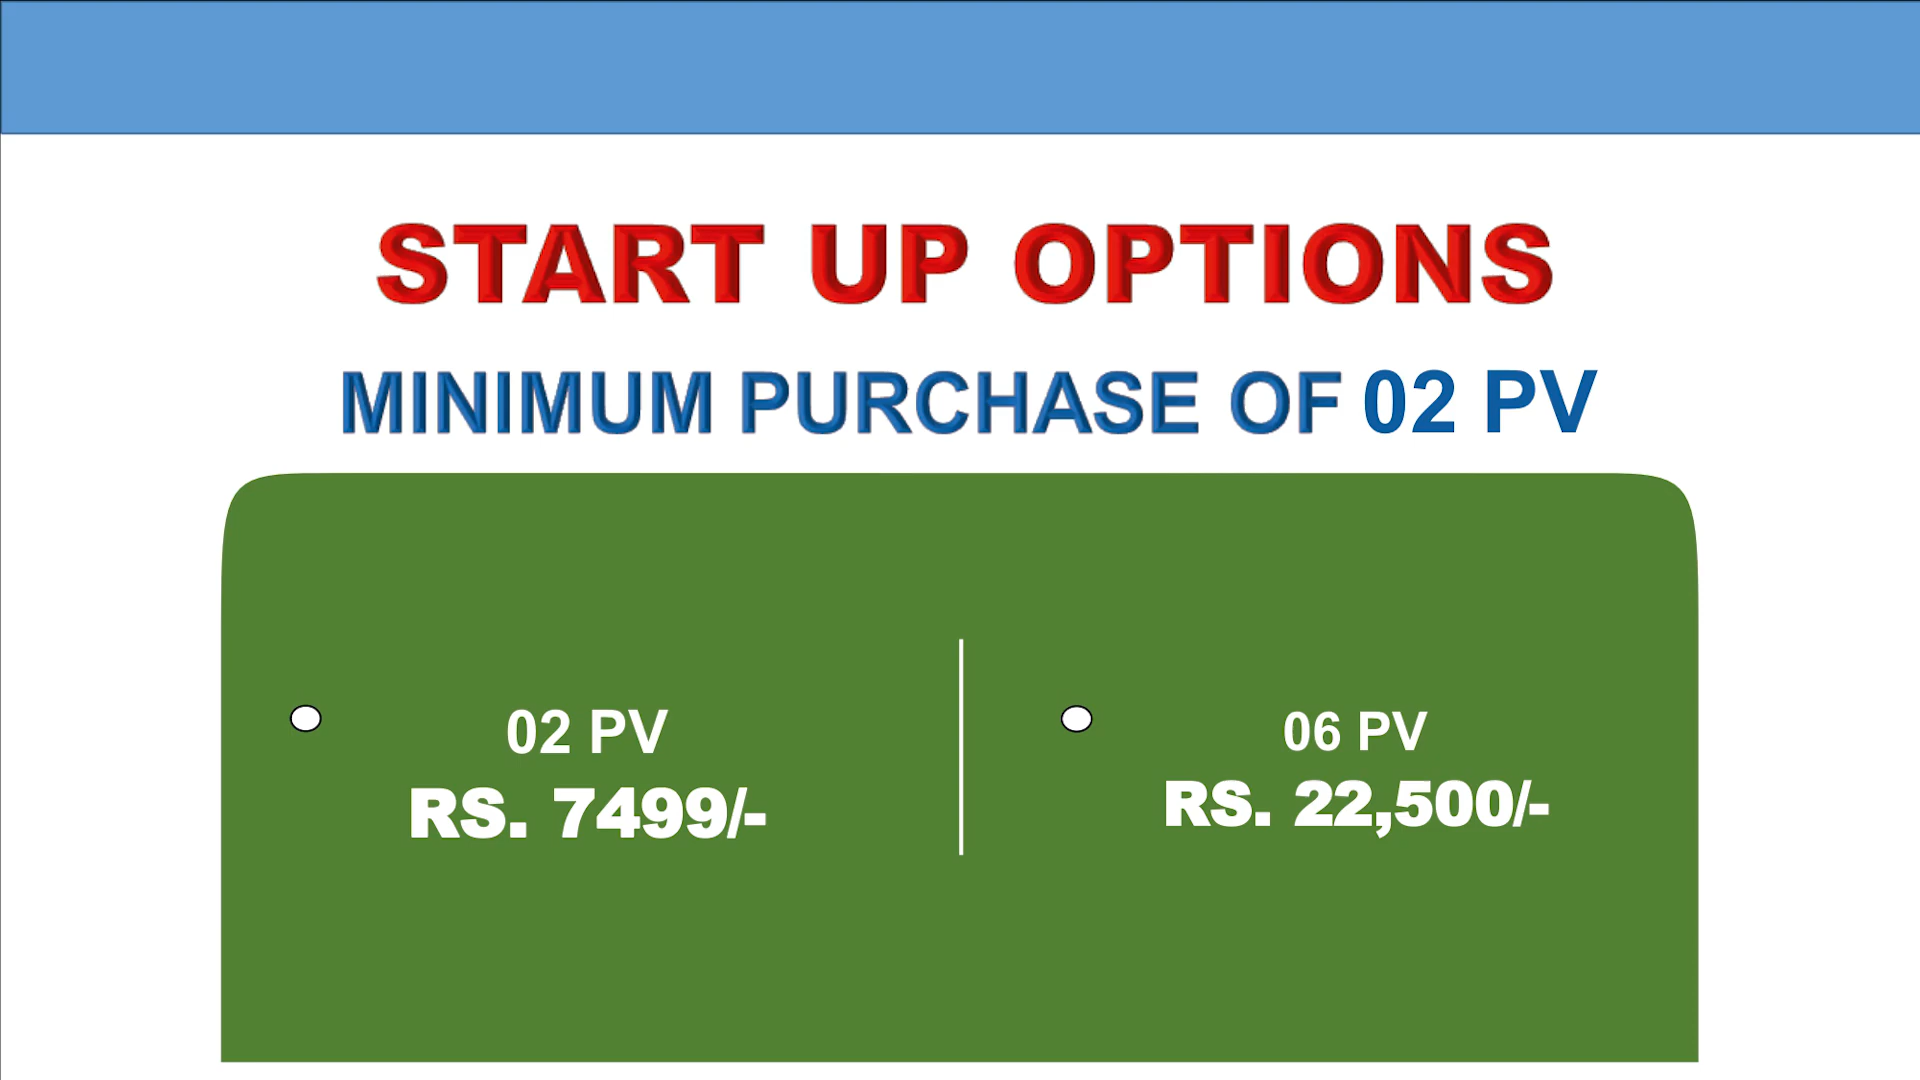 START UP OPTIONS
MINIMUM PURCHASE OF 02 PV
02 PV
RS. 7499/-
06 PV
RS. 22,500/-